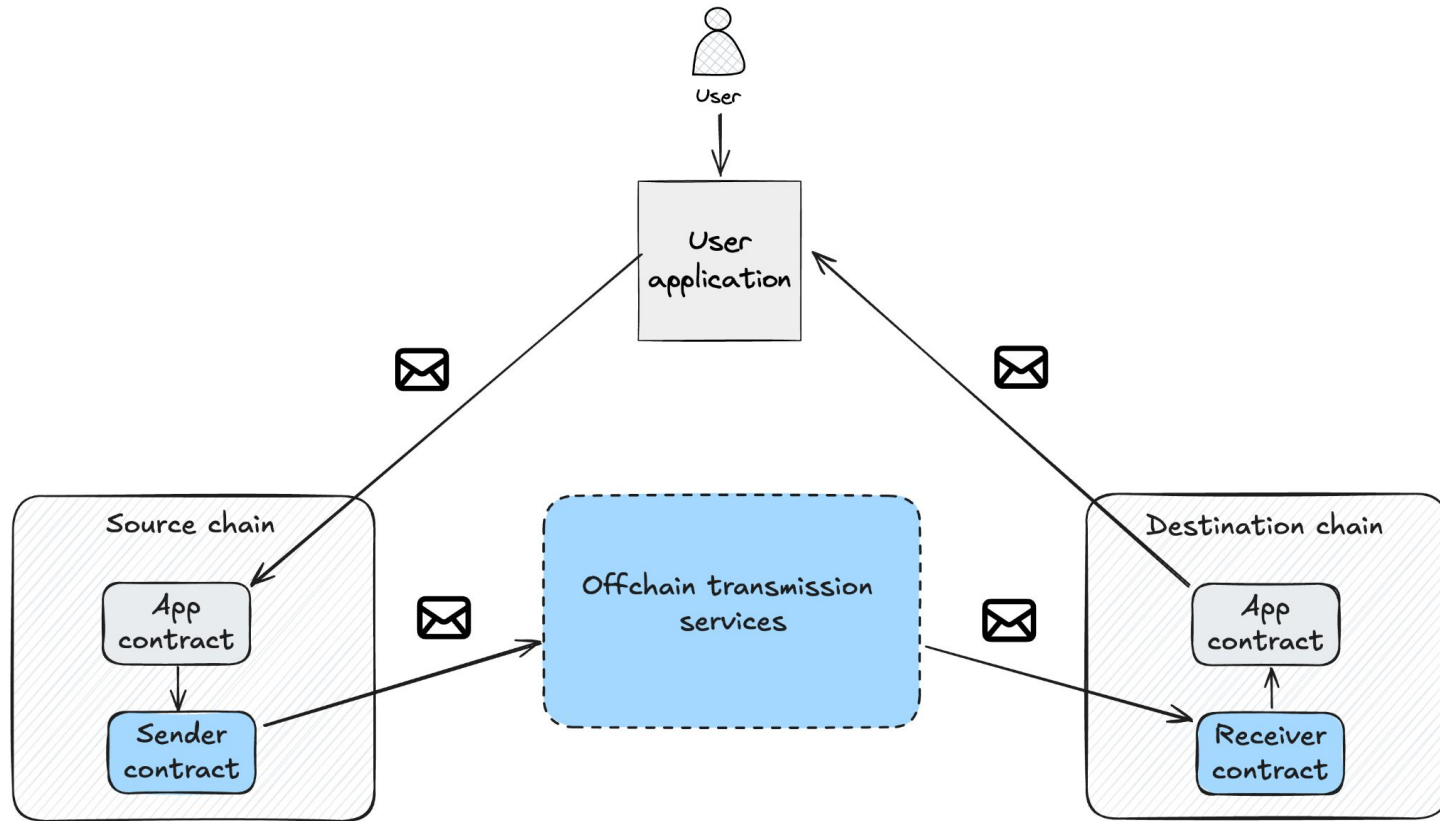 User
User
application
Source chain
App
contract
Sender
contract
Offchain transmission
services
Destination chain
App
contract
Receiver
contract